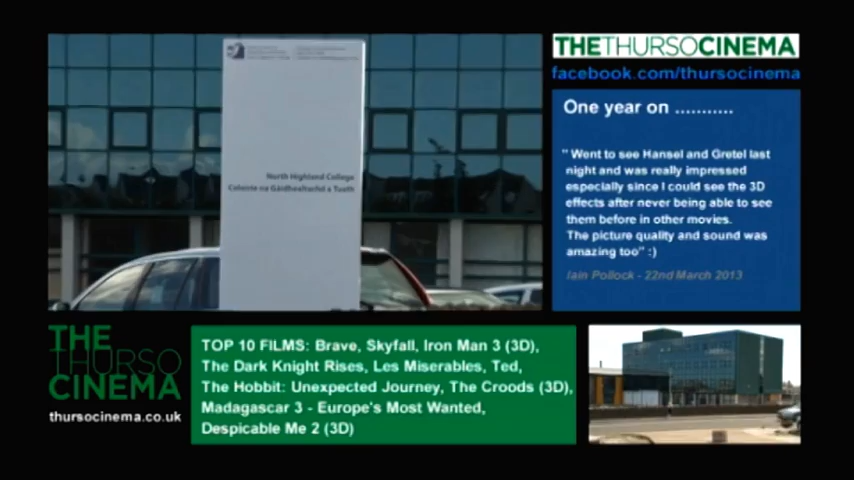 North Highland College
Colaiste na Gàidhealtachd a Tuath
THETHURSOCINEMA
facebook.com/thursocinema
One year on ...........
" Went to see Hansel and Gretel last
night and was really impressed
especially since I could see the 3D
effects after never being able to see
them before in other movies.
The picture quality and sound was
amazing too" :)
Iain Pollock - 22nd March 2013
THE
THURSO
CINEMA
thursocinema.co.uk
TOP 10 FILMS: Brave, Skyfall, Iron Man 3 (3D),
The Dark Knight Rises, Les Miserables, Ted,
The Hobbit: Unexpected Journey, The Croods (3D),
Madagascar 3 - Europe's Most Wanted,
Despicable Me 2 (3D)